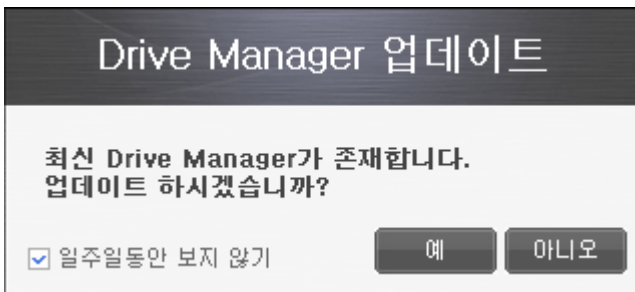 Drive Manager 업데이트
최신 Drive Manager가 존재합니다.
업데이트 하시겠습니까?
일주일동안 보지 않기
예
아니오